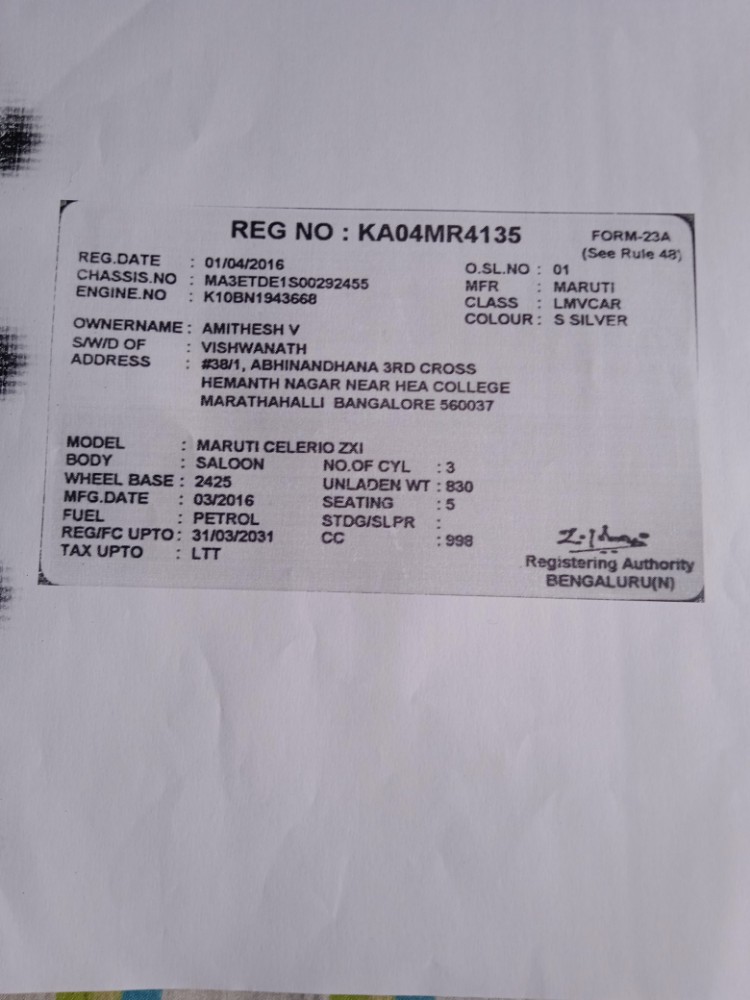 REG NO : KA04MR4135
FORM-23A
(See Rule 48)
REG.DATE : 01/04/2016
CHASSIS.NO : MA3ETDE1S00292455
ENGINE.NO : K10BN1943668
O.SL.NO : 01
MFR : MARUTI
CLASS : LMVCAR
COLOUR : S SILVER
OWNERNAME : AMITHESH V
S/W/D OF : VISHWANATH
ADDRESS : #38/1, ABHINANDHANA 3RD CROSS
HEMANTH NAGAR NEAR HEA COLLEGE
MARATHAHALLI BANGALORE 560037
MODEL : MARUTI CELERIO ZXI
BODY : SALOON NO.OF CYL : 3
WHEEL BASE : 2425 UNLADEN WT : 830
MFG.DATE : 03/2016 SEATING : 5
FUEL : PETROL STDG/SLPR :
REG/FC UPTO : 31/03/2031 CC : 998
TAX UPTO : LTT
Registering Authority
BENGALURU(N)